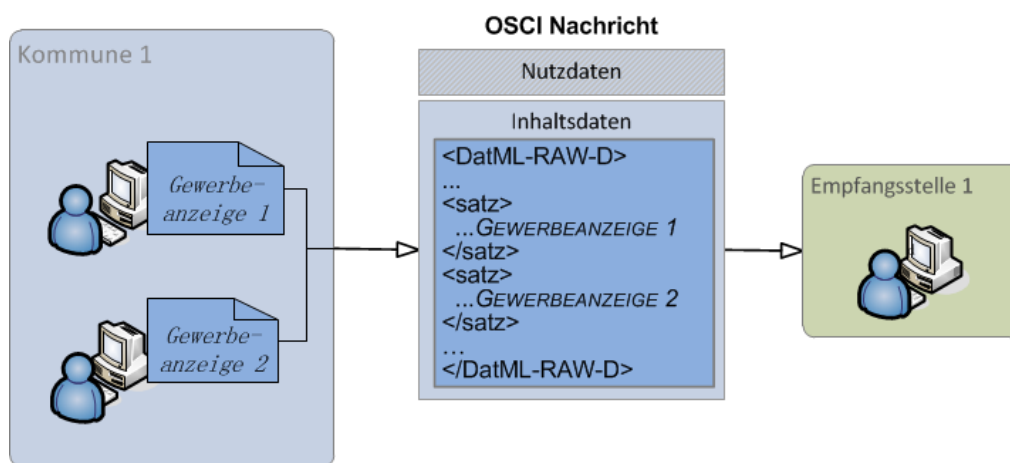 Kommune 1
Gewerbe-
anzeige 1
Gewerbe-
anzeige 2
OSCI Nachricht
Nutzdaten
Inhaltsdaten
<DatML-RAW-D>
...
<satz>
...GEWERBEANZEIGE 1
</satz>
<satz>
...GEWERBEANZEIGE 2
</satz>
...
</DatML-RAW-D>
Empfangsstelle 1